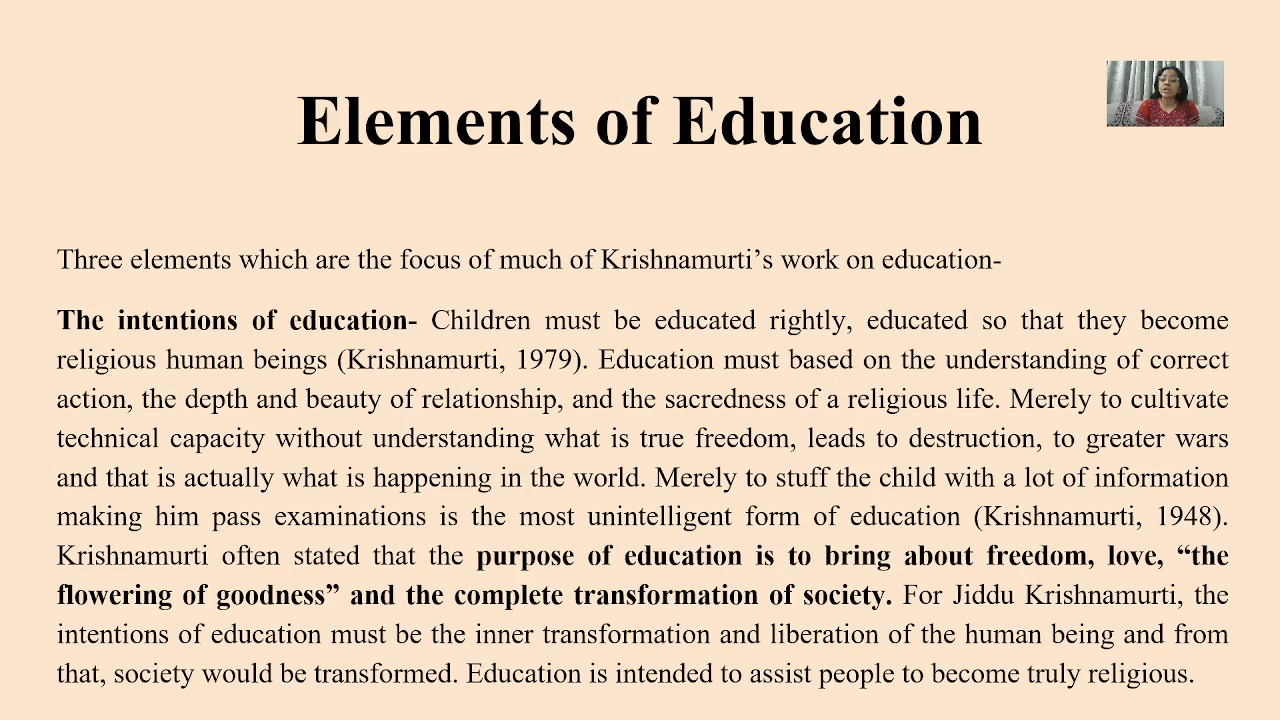 Elements of Education
Three elements which are the focus of much of Krishnamurti’s work on education-
The intentions of education- Children must be educated rightly, educated so that they become
religious human beings (Krishnamurti, 1979). Education must based on the understanding of correct
action, the depth and beauty of relationship, and the sacredness of a religious life. Merely to cultivate
technical capacity without understanding what is true freedom, leads to destruction, to greater wars
and that is actually what is happening in the world. Merely to stuff the child with a lot of information
making him pass examinations is the most unintelligent form of education (Krishnamurti, 1948).
Krishnamurti often stated that the purpose of education is to bring about freedom, love, “the
flowering of goodness” and the complete transformation of society. For Jiddu Krishnamurti, the
intentions of education must be the inner transformation and liberation of the human being and from
that, society would be transformed. Education is intended to assist people to become truly religious.